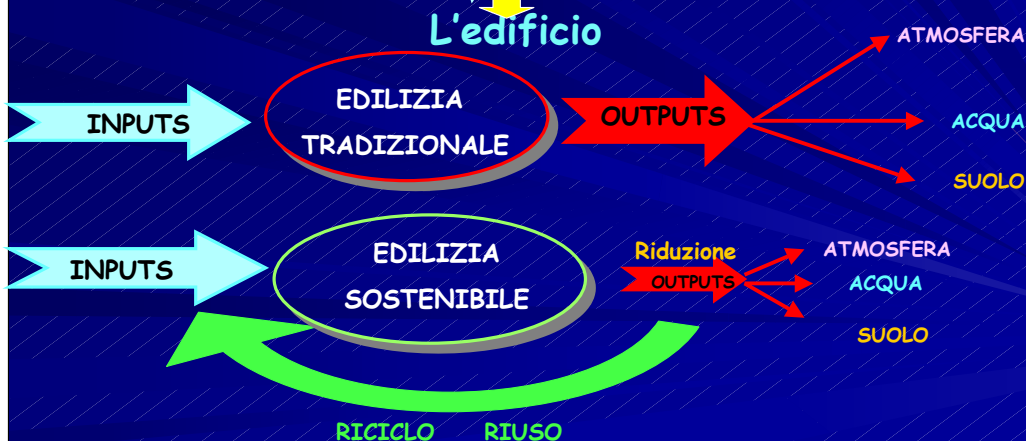 L'edificio
ATMOSFERA
EDILIZIA
TRADIZIONALE
INPUTS
OUTPUTS
ACQUA
SUOLO
EDILIZIA
SOSTENIBILE
INPUTS
Riduzione
OUTPUTS
ATMOSFERA
ACQUA
SUOLO
RICICLO RIUSO